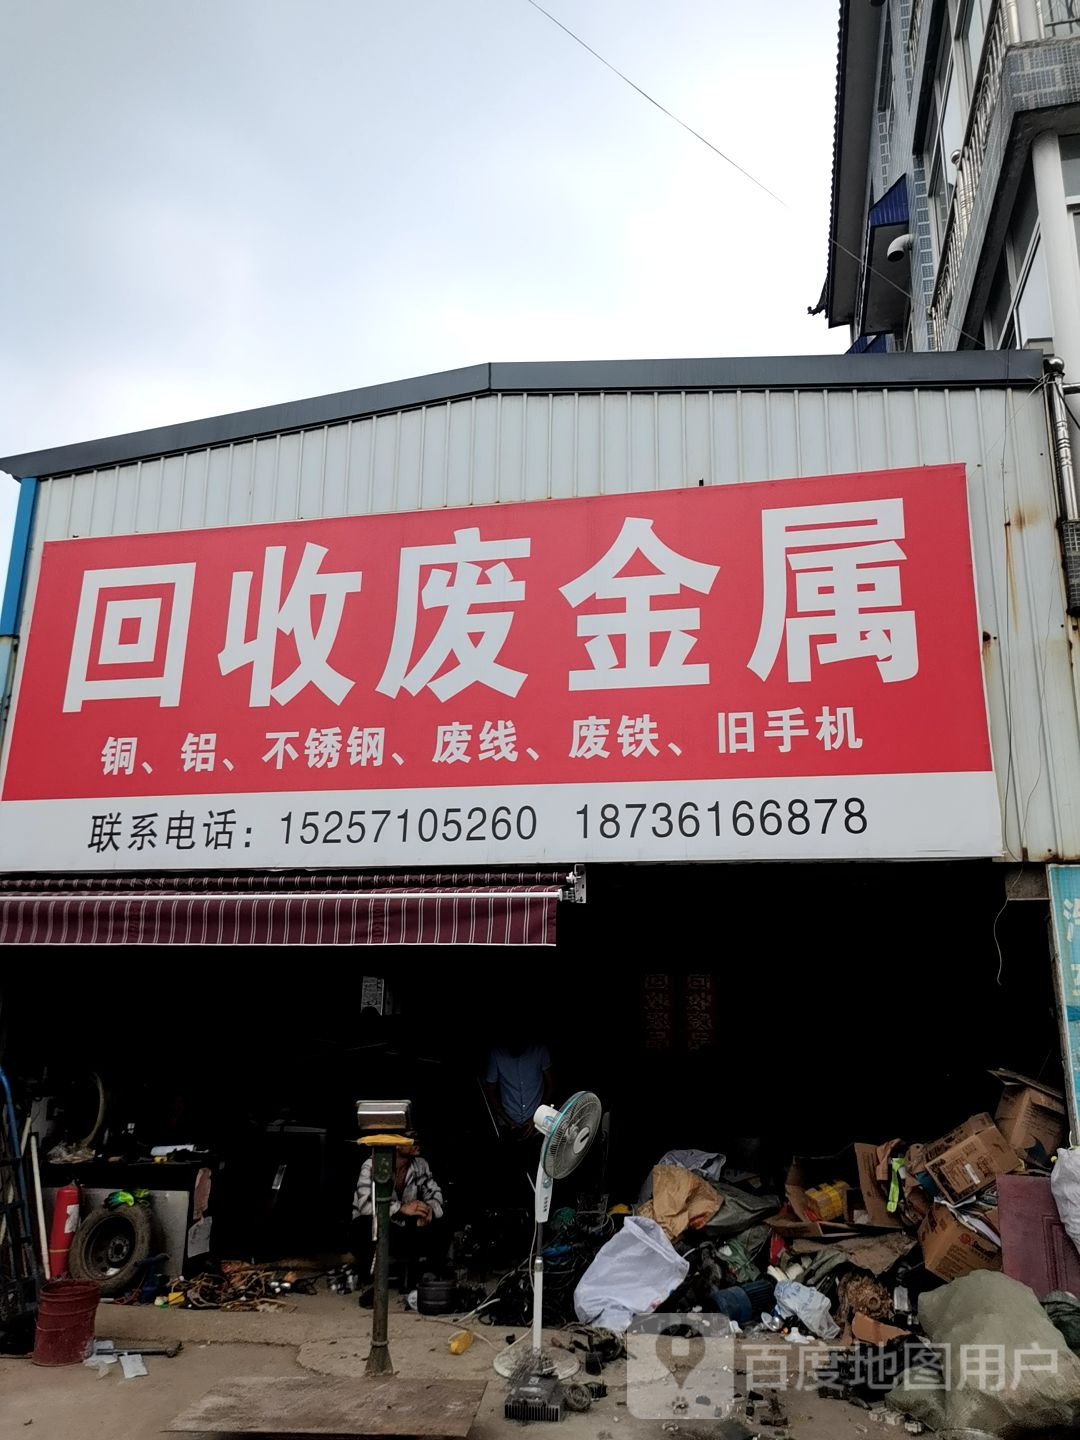 回收废金属
铜、铝、不锈钢、废线、废铁、旧手机
联系电话：15257105260 18736166878
百度地图用户